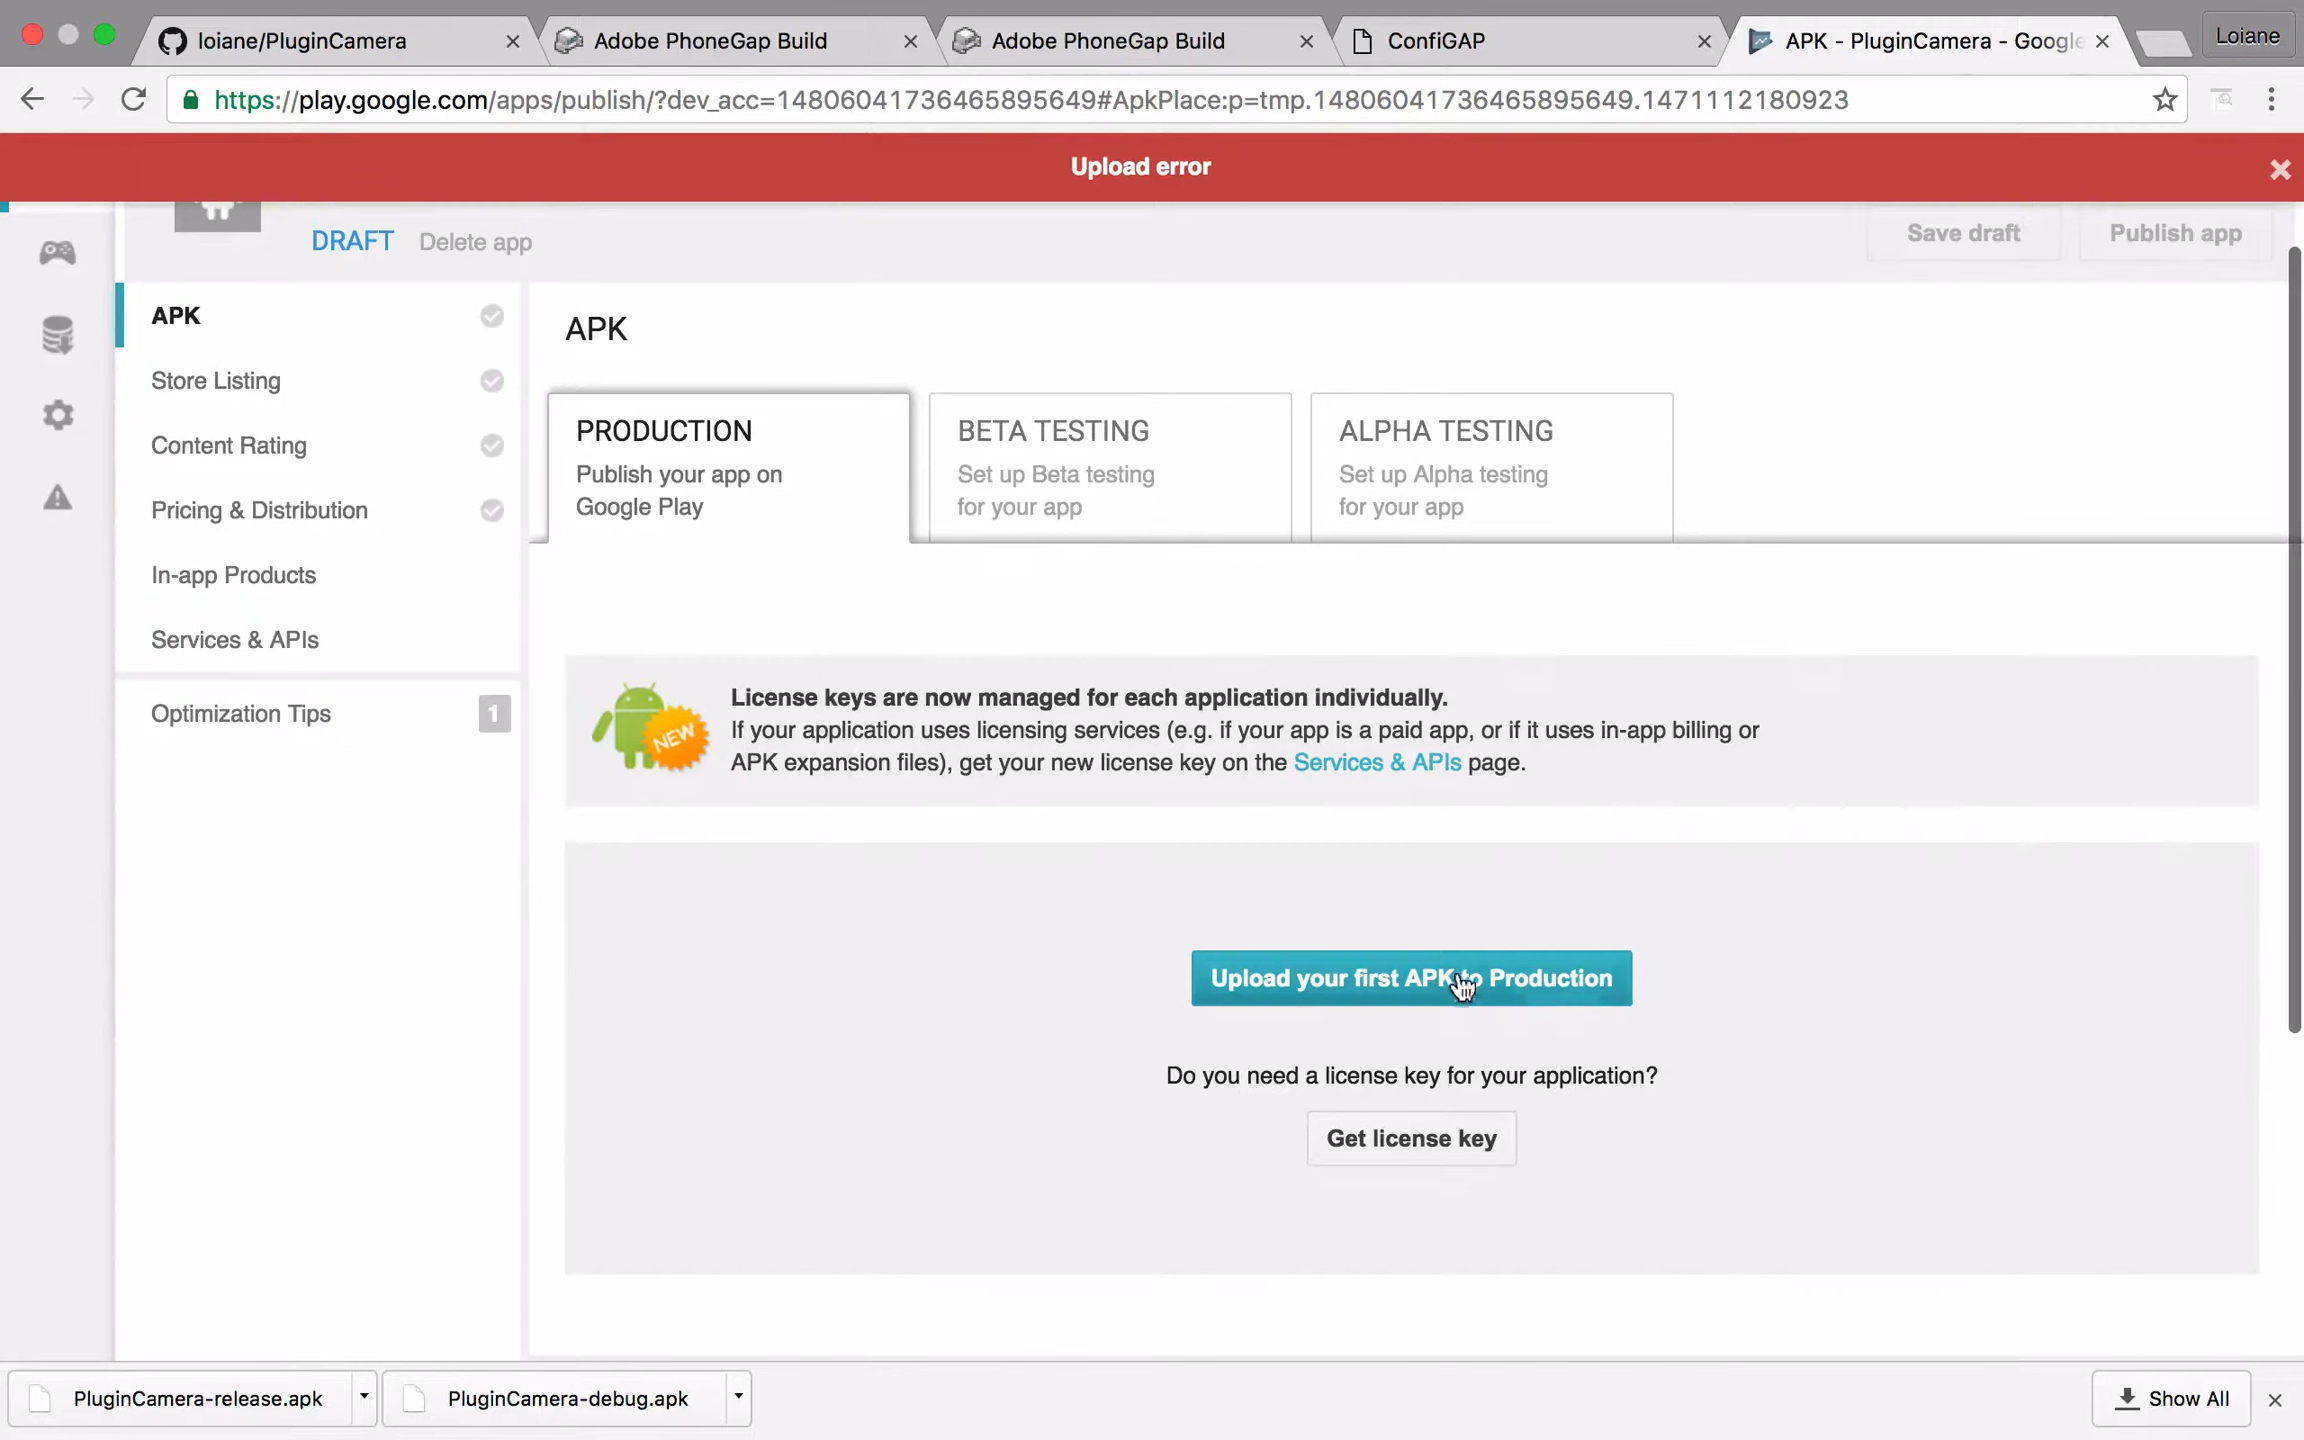 loiane/PluginCamera
Adobe PhoneGap Build
Adobe PhoneGap Build
ConfiGAP
APK - PluginCamera - Google
Loiane
https://play.google.com/apps/publish/?dev_acc=14806041736465895649#ApkPlace:p=tmp.14806041736465895649.1471112180923
Upload error
DRAFT
Delete app
Save draft
Publish app
APK
Store Listing
Content Rating
Pricing & Distribution
In-app Products
Services & APIs
Optimization Tips
1
APK
PRODUCTION
Publish your app on
Google Play
BETA TESTING
Set up Beta testing
for your app
ALPHA TESTING
Set up Alpha testing
for your app
NEW
License keys are now managed for each application individually.
If your application uses licensing services (e.g. if your app is a paid app, or if it uses in-app billing or
APK expansion files), get your new license key on the Services & APIs page.
Upload your first APK to Production
Do you need a license key for your application?
Get license key
PluginCamera-release.apk
PluginCamera-debug.apk
Show All